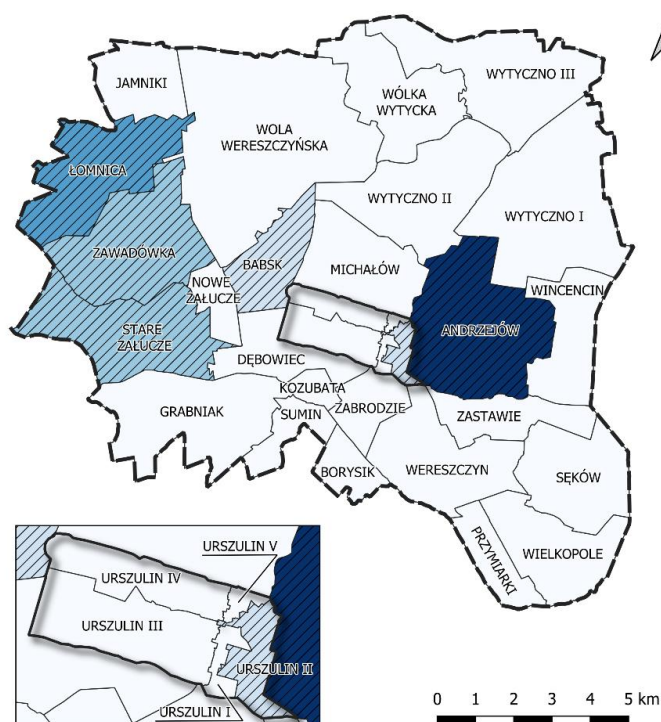 JAMNIKI
WÓLKA
WYTYCKA
WYTYCZNO III
WOLA
WERESZCZYŃSKA
ŁOMNICA
WYTYCZNO II
WYTYCZNO I
ZAWADÓWKA
BABSK
MICHAŁÓW
NOWE
ZAŁUCZE
WINCENCIN
STARE
ZAŁUCZE
ANDRZEJÓW
DĘBOWIEC
KOZUBATA
GRABNIAK
SUMIN
ZABRODZIE
ZASTAWIE
BORYSIK
WERESZCZYN
SĘKÓW
PRZYMIARKI
WIELKOPOLE
URSZULIN V
URSZULIN IV
URSZULIN III
URSZULIN II
URSZULIN I
0 1 2 3 4 5 km